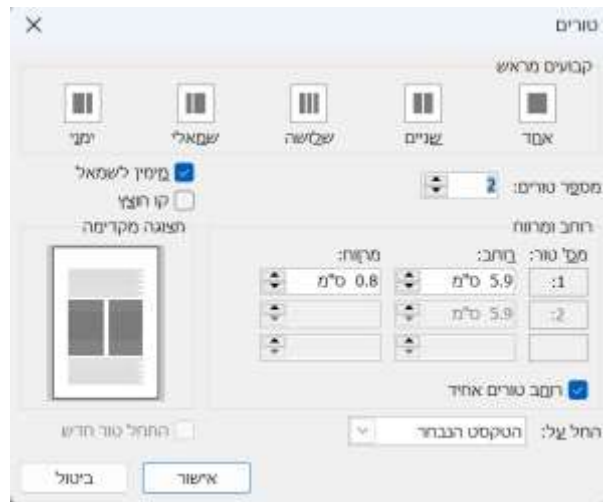 טורים
קבועים מראש
אחד שניים שלושה שמאלי ימני
מספר טורים: 2
מימין לשמאל
קו חוצץ
רוחב ומרווח
תצוגה מקדימה
מס' טור: רוחב: מרווח:
1: 5.9 ס"מ 0.8 ס"מ
2: 5.9 ס"מ
רוחב טורים אחיד
החל על: הטקסט הנבחר
התחל טור חדש
אישור ביטול